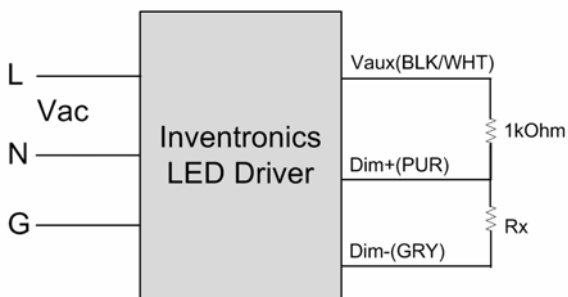 L
Vac
N
G
Inventronics
LED Driver
Vaux(BLK/WHT)
1kOhm
Dim+(PUR)
Rx
Dim-(GRY)